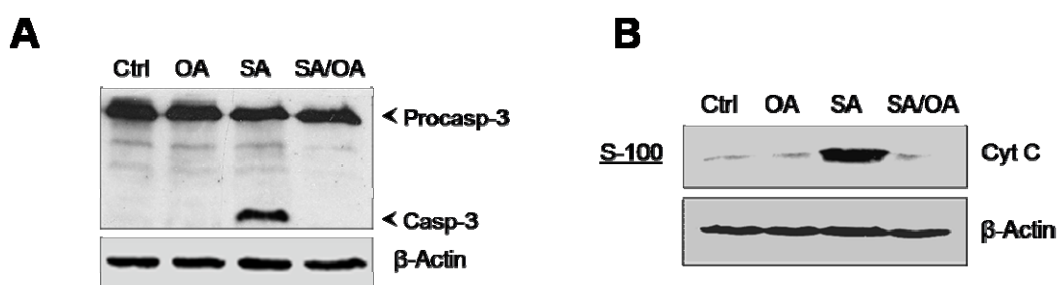 A
Ctrl OA SA SA/OA
Procasp-3
Casp-3
β-Actin
B
Ctrl OA SA SA/OA
S-100 Cyt C
β-Actin